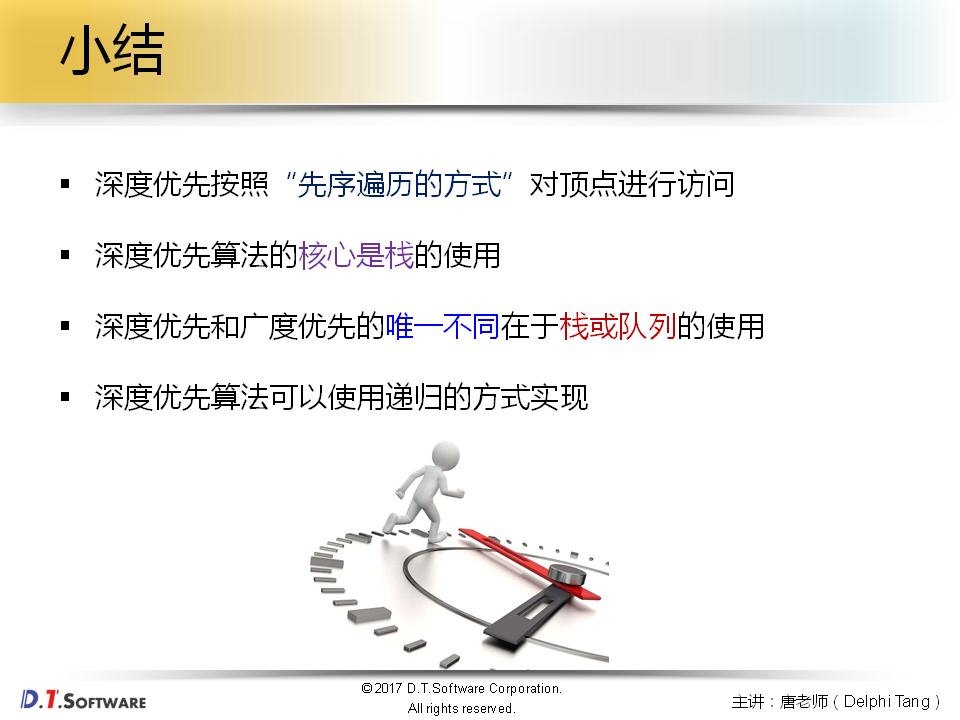 小结
▪ 深度优先按照“先序遍历的方式”对顶点进行访问
▪ 深度优先算法的核心是栈的使用
▪ 深度优先和广度优先的唯一不同在于栈或队列的使用
▪ 深度优先算法可以使用递归的方式实现
D.T.SOFTWARE
©2017 D.T.Software Corporation.
All rights reserved.
主讲：唐老师（Delphi Tang）